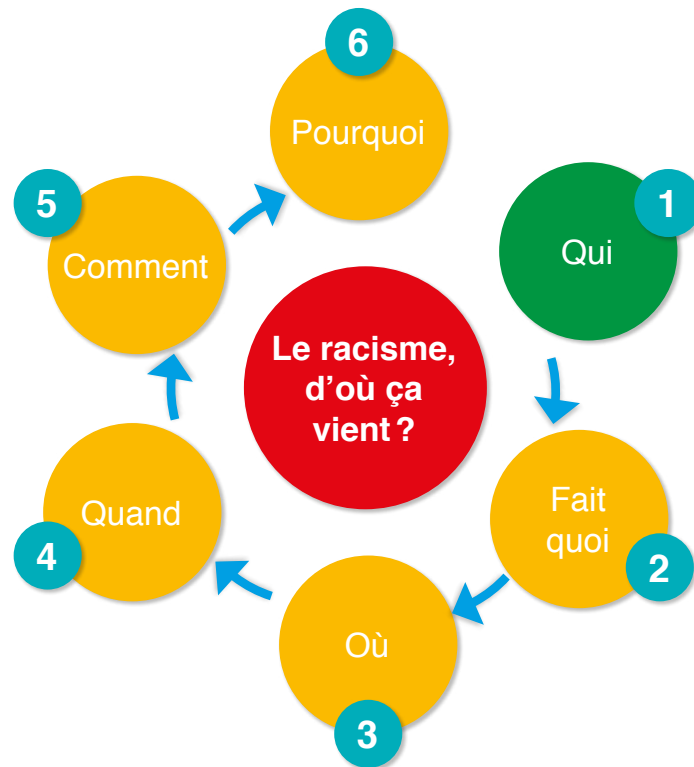 Le racisme,
d’où ça
vient ?
1
Qui
2
Fait
quoi
3
Où
4
Quand
5
Comment
6
Pourquoi